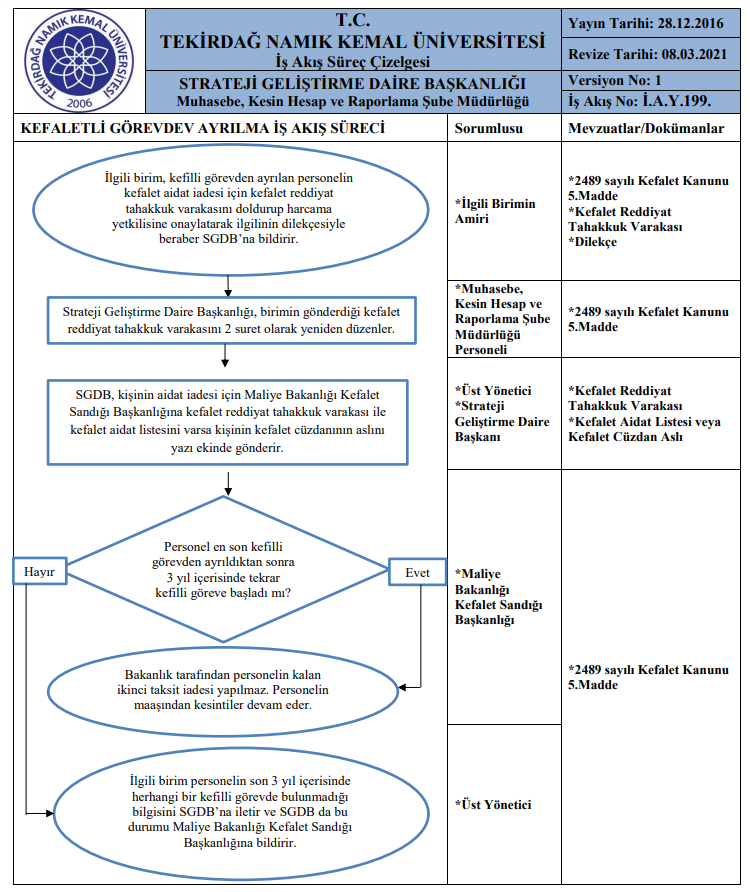 TEKİRDAĞ NAMIK KEMAL ÜNİVERSİTESİ
2006
T.C.
TEKİRDAĞ NAMIK KEMAL ÜNİVERSİTESİ
İş Akış Süreç Çizelgesi
STRATEJİ GELİŞTİRME DAİRE BAŞKANLIĞI
Muhasebe, Kesin Hesap ve Raporlama Şube Müdürlüğü
Yayın Tarihi: 28.12.2016
Revize Tarihi: 08.03.2021
Versiyon No: 1
İş Akış No: İ.A.Y.199.
KEFALETLİ GÖREVDEV AYRILMA İŞ AKIŞ SÜRECİ
Sorumlusu
Mevzuatlar/Dokümanlar
İlgili birim, kefilli görevden ayrılan personelin
kefalet aidat iadesi için kefalet reddiyat
tahakkuk varakasını doldurup harcama
yetkilisine onaylatarak ilgilinin dilekçesiyle
beraber SGDB’na bildirir.
*İlgili Birimin
Amiri
*2489 sayılı Kefalet Kanunu
5.Madde
*Kefalet Reddiyat
Tahakkuk Varakası
*Dilekçe
Strateji Geliştirme Daire Başkanlığı, birimin gönderdiği kefalet
reddiyat tahakkuk varakasını 2 suret olarak yeniden düzenler.
*Muhasebe,
Kesin Hesap ve
Raporlama Şube
Müdürlüğü
Personeli
*2489 sayılı Kefalet Kanunu
5.Madde
SGDB, kişinin aidat iadesi için Maliye Bakanlığı Kefalet
Sandığı Başkanlığına kefalet reddiyat tahakkuk varakası ile
kefalet aidat listesini varsa kişinin kefalet cüzdanının aslını
yazı ekinde gönderir.
*Üst Yönetici
*Strateji
Geliştirme Daire
Başkanı
*Kefalet Reddiyat
Tahakkuk Varakası
*Kefalet Aidat Listesi veya
Kefalet Cüzdan Aslı
Personel en son kefilli
görevden ayrıldıktan sonra
3 yıl içerisinde tekrar
kefilli göreve başladı mı?
Hayır
Evet
*Maliye
Bakanlığı
Kefalet Sandığı
Başkanlığı
Bakanlık tarafından personelin kalan
ikinci taksit iadesi yapılmaz. Personelin
maaşından kesintiler devam eder.
*2489 sayılı Kefalet Kanunu
5.Madde
İlgili birim personelin son 3 yıl içerisinde
herhangi bir kefilli görevde bulunmadığı
bilgisini SGDB’na iletir ve SGDB da bu
durumu Maliye Bakanlığı Kefalet Sandığı
Başkanlığına bildirir.
*Üst Yönetici